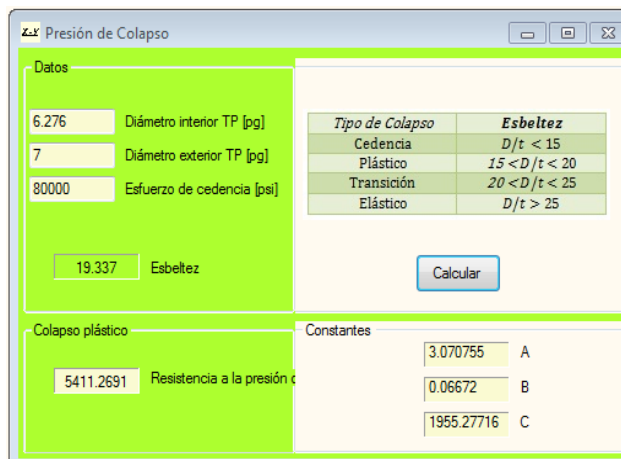 Z-Y Presión de Colapso
Datos
6.276 Diámetro interior TP [pg]
7 Diámetro exterior TP [pg]
80000 Esfuerzo de cedencia [psi]
19.337 Esbeltez
Tipo de Colapso Esbeltez
Cedencia D/t < 15
Plástico 15 < D/t < 20
Transición 20 < D/t < 25
Elástico D/t > 25
Calcular
Colapso plástico
5411.2691 Resistencia a la presión
Constantes
3.070755 A
0.06672 B
1955.27716 C